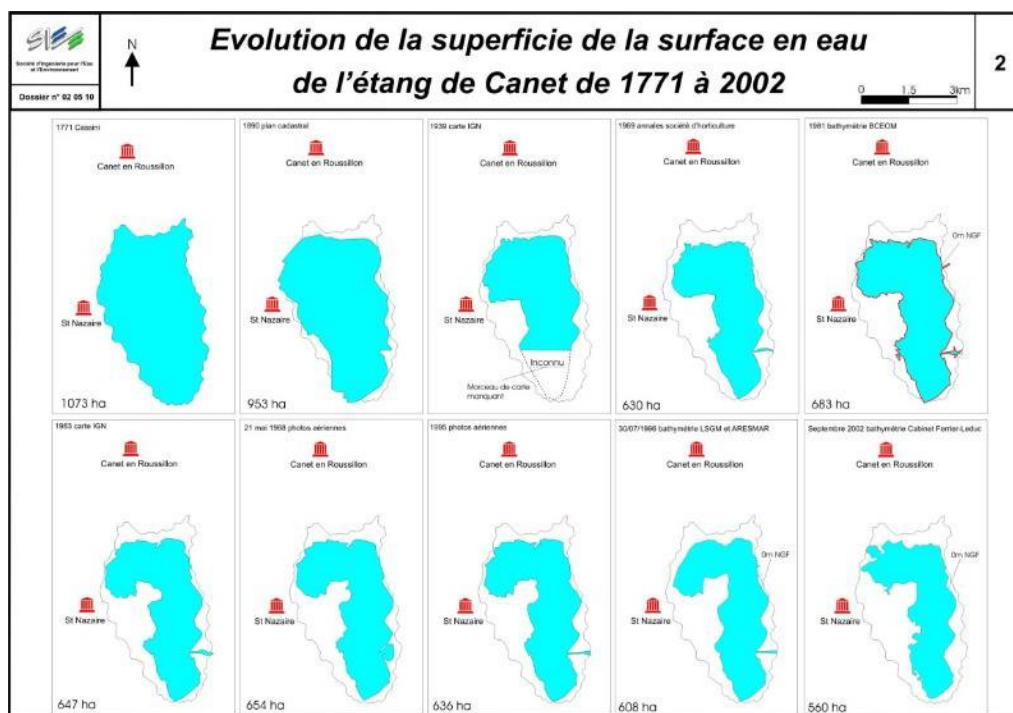 Société d'Ingénierie pour l'Eau
et l'Environnement
Dossier n° 02 05 10
N
Evolution de la superficie de la surface en eau
de l'étang de Canet de 1771 à 2002
0 1.5 3km
2
1771 Cassini
Canet en Roussillon
St Nazaire
1073 ha
1890 plan cadastral
Canet en Roussillon
St Nazaire
953 ha
1939 carte IGN
Canet en Roussillon
St Nazaire
Inconnu
Morceau de carte
manquant
1969 annales société d'horticulture
Canet en Roussillon
St Nazaire
630 ha
1981 bathymétrie BCEOM
Canet en Roussillon
0m NGF
St Nazaire
683 ha
carte IGN
Canet en Roussillon
St Nazaire
647 ha
21 mai photos aériennes
Canet en Roussillon
St Nazaire
654 ha
1995 photos aériennes
Canet en Roussillon
St Nazaire
636 ha
bathymétrie LSGM et ARESMAR
Canet en Roussillon
0m NGF
St Nazaire
608 ha
Septembre 2002 bathymétrie Cabinet Ferrier-Leduc
Canet en Roussillon
0m NGF
St Nazaire
560 ha